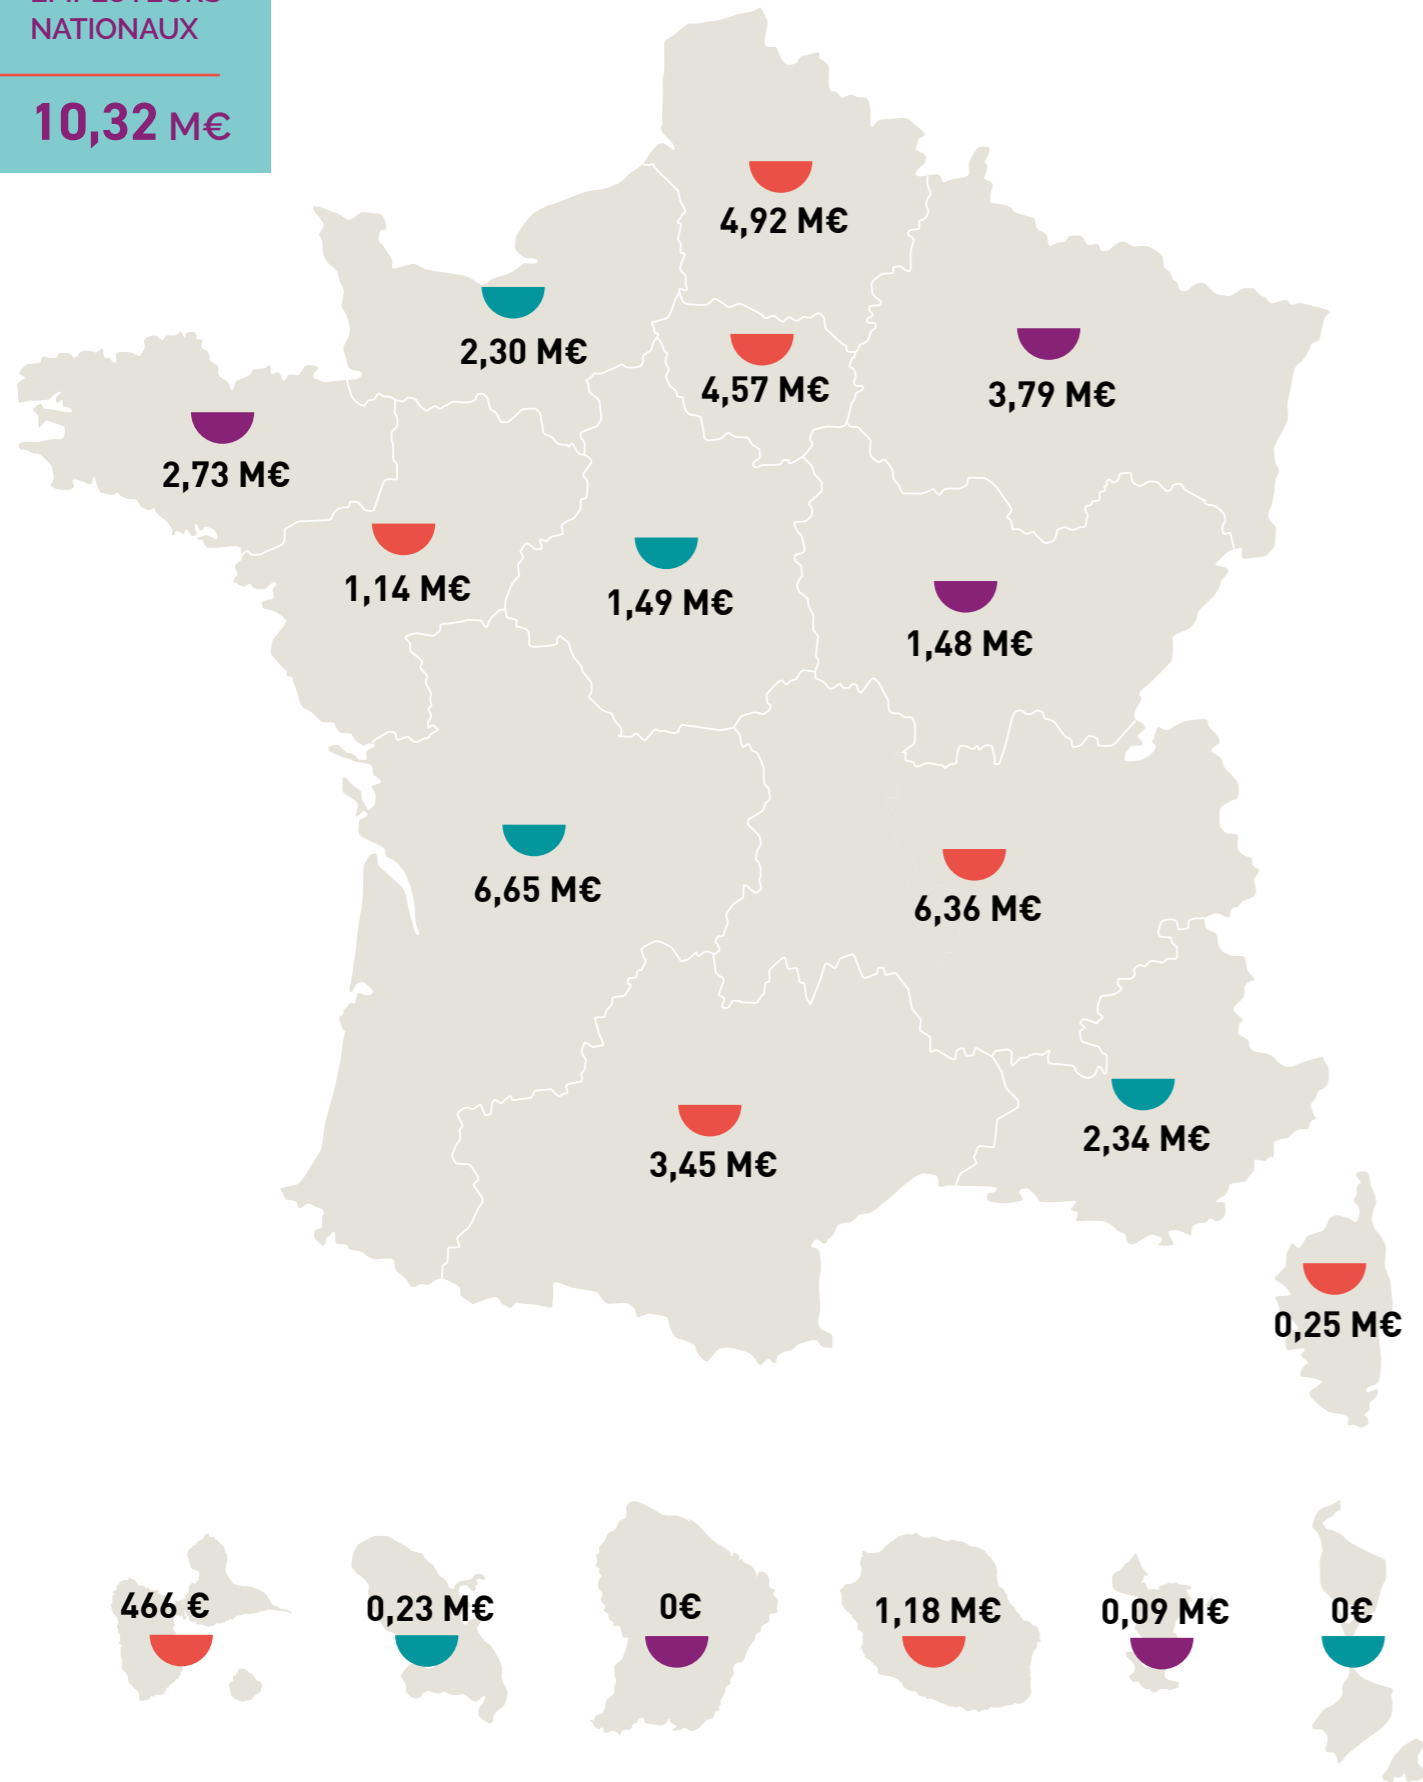 NATIONAUX
10,32 M€
4,92 M€
2,30 M€
4,57 M€
3,79 M€
2,73 M€
1,14 M€
1,49 M€
1,48 M€
6,65 M€
6,36 M€
3,45 M€
2,34 M€
0,25 M€
466 €
0,23 M€
0€
1,18 M€
0,09 M€
0€